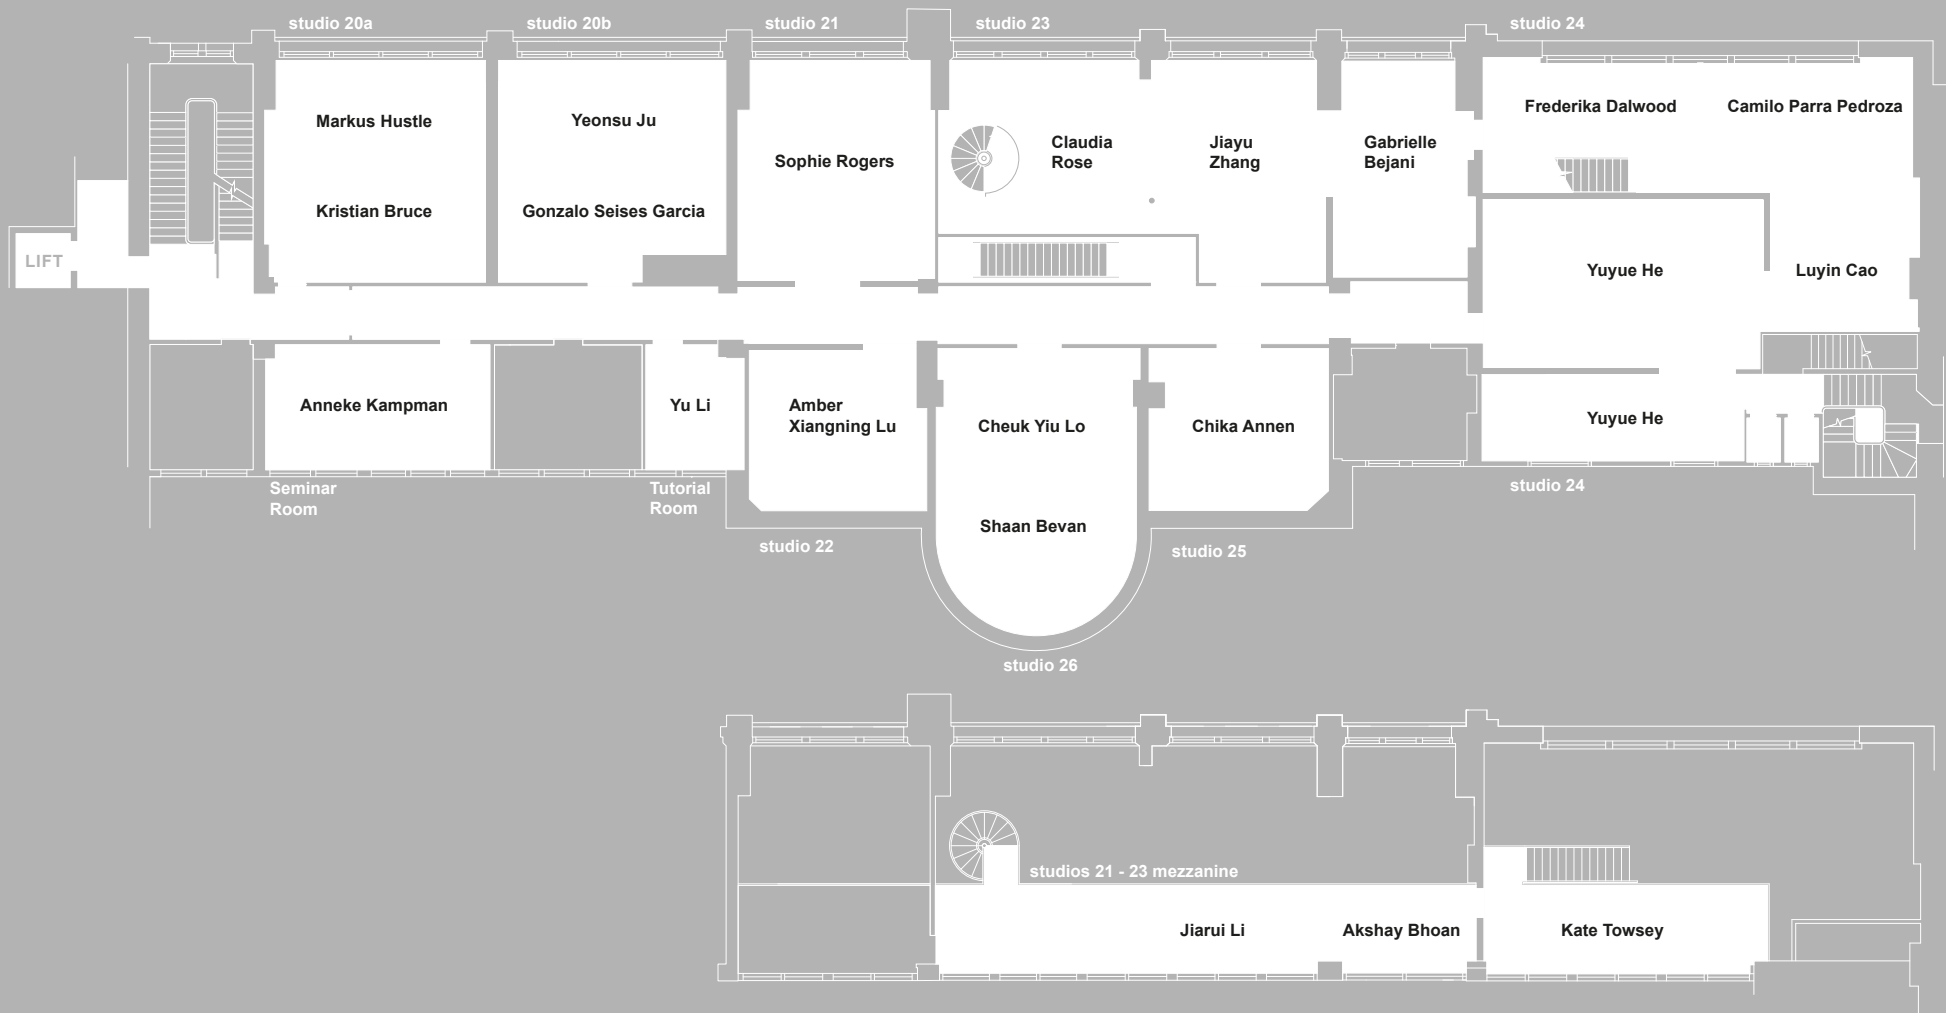 studio 20a
studio 20b
studio 21
studio 23
studio 24
Markus Hustle
Kristian Bruce
Yeonsu Ju
Gonzalo Seises Garcia
Sophie Rogers
Claudia
Rose
Jiayu
Zhang
Gabrielle
Bejani
Frederika Dalwood
Camilo Parra Pedroza
LIFT
Yuyue He
Luyin Cao
Anneke Kampman
Yu Li
Amber
Xiangning Lu
Cheuk Yiu Lo
Chika Annen
Yuyue He
Seminar
Room
Tutorial
Room
studio 24
Shaan Bevan
studio 22
studio 25
studio 26
studios 21 - 23 mezzanine
Jiarui Li
Akshay Bhoan
Kate Towsey